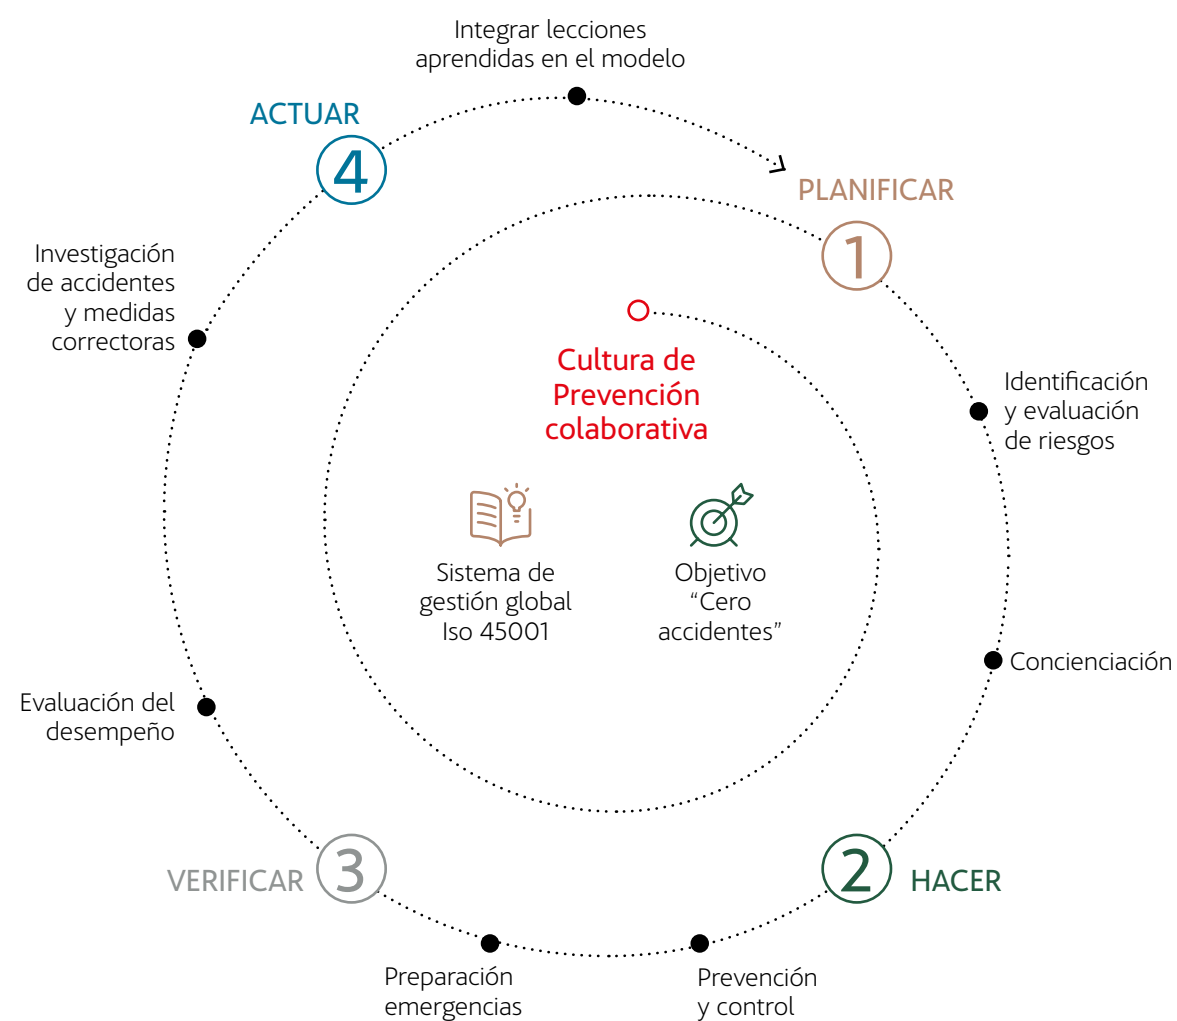 Integrar lecciones
aprendidas en el modelo
ACTUAR
4
PLANIFICAR
1
Investigación
de accidentes
y medidas
correctoras
Cultura de
Prevención
colaborativa
Identificación
y evaluación
de riesgos
Sistema de
gestión global
Iso 45001
Objetivo
“Cero
accidentes”
Concienciación
Evaluación del
desempeño
VERIFICAR
3
2
HACER
Preparación
emergencias
Prevención
y control